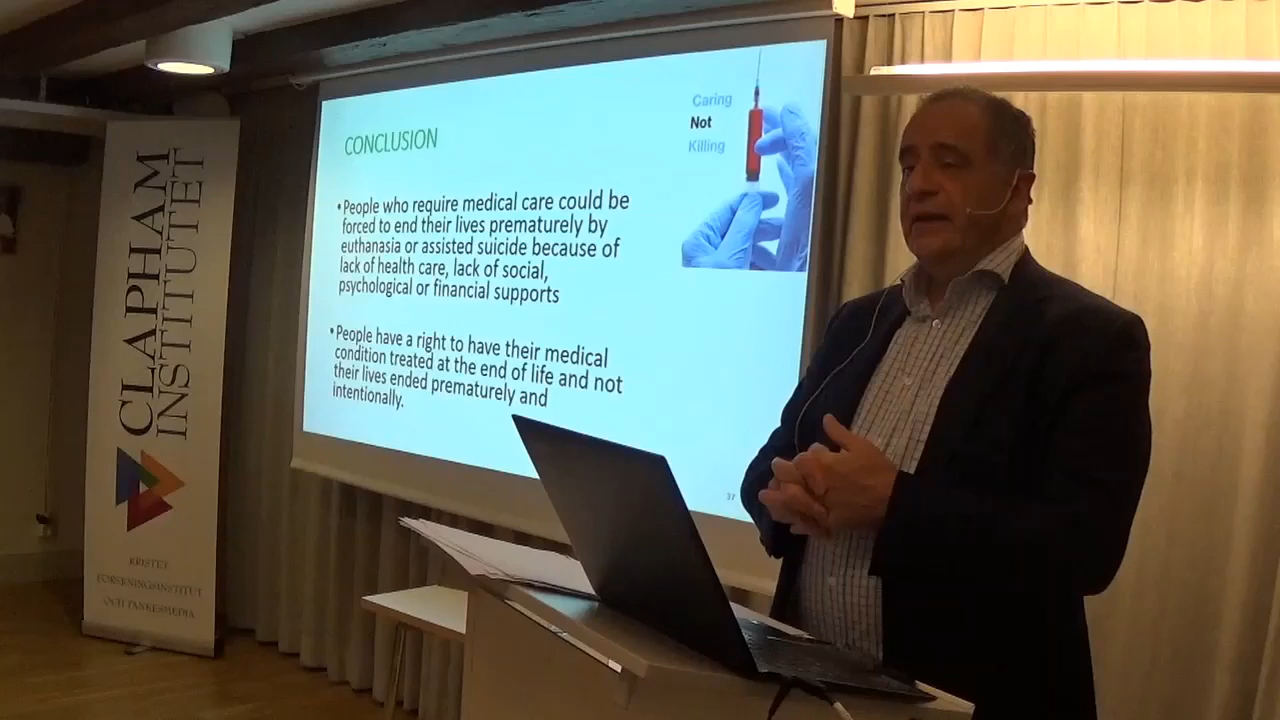 CLAPHAM
INSTITUTET
KRISTET
FORSKNINGSINSTITUT
OCH TANKESMEDJA
CONCLUSION
Caring
Not
Killing
•People who require medical care could be
forced to end their lives prematurely by
euthanasia or assisted suicide because of
lack of health care, lack of social,
psychological or financial supports
•People have a right to have their medical
condition treated at the end of life and not
their lives ended prematurely and
intentionally.
37